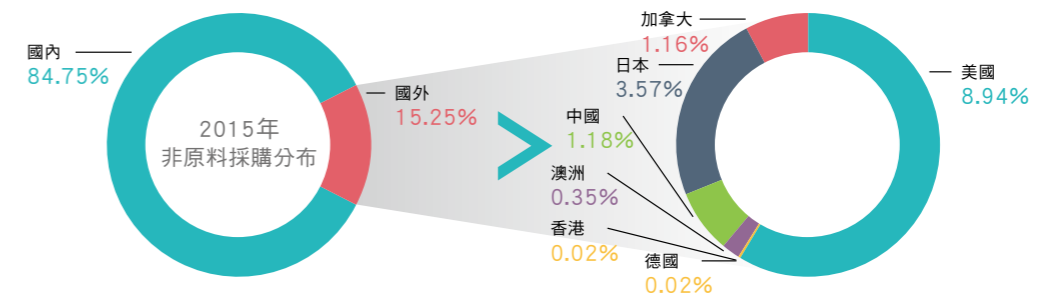 國內
84.75%
2015年
非原料採購分布
國外
15.25%
加拿大
1.16%
日本
3.57%
中國
1.18%
澳洲
0.35%
香港
0.02%
德國
0.02%
美國
8.94%